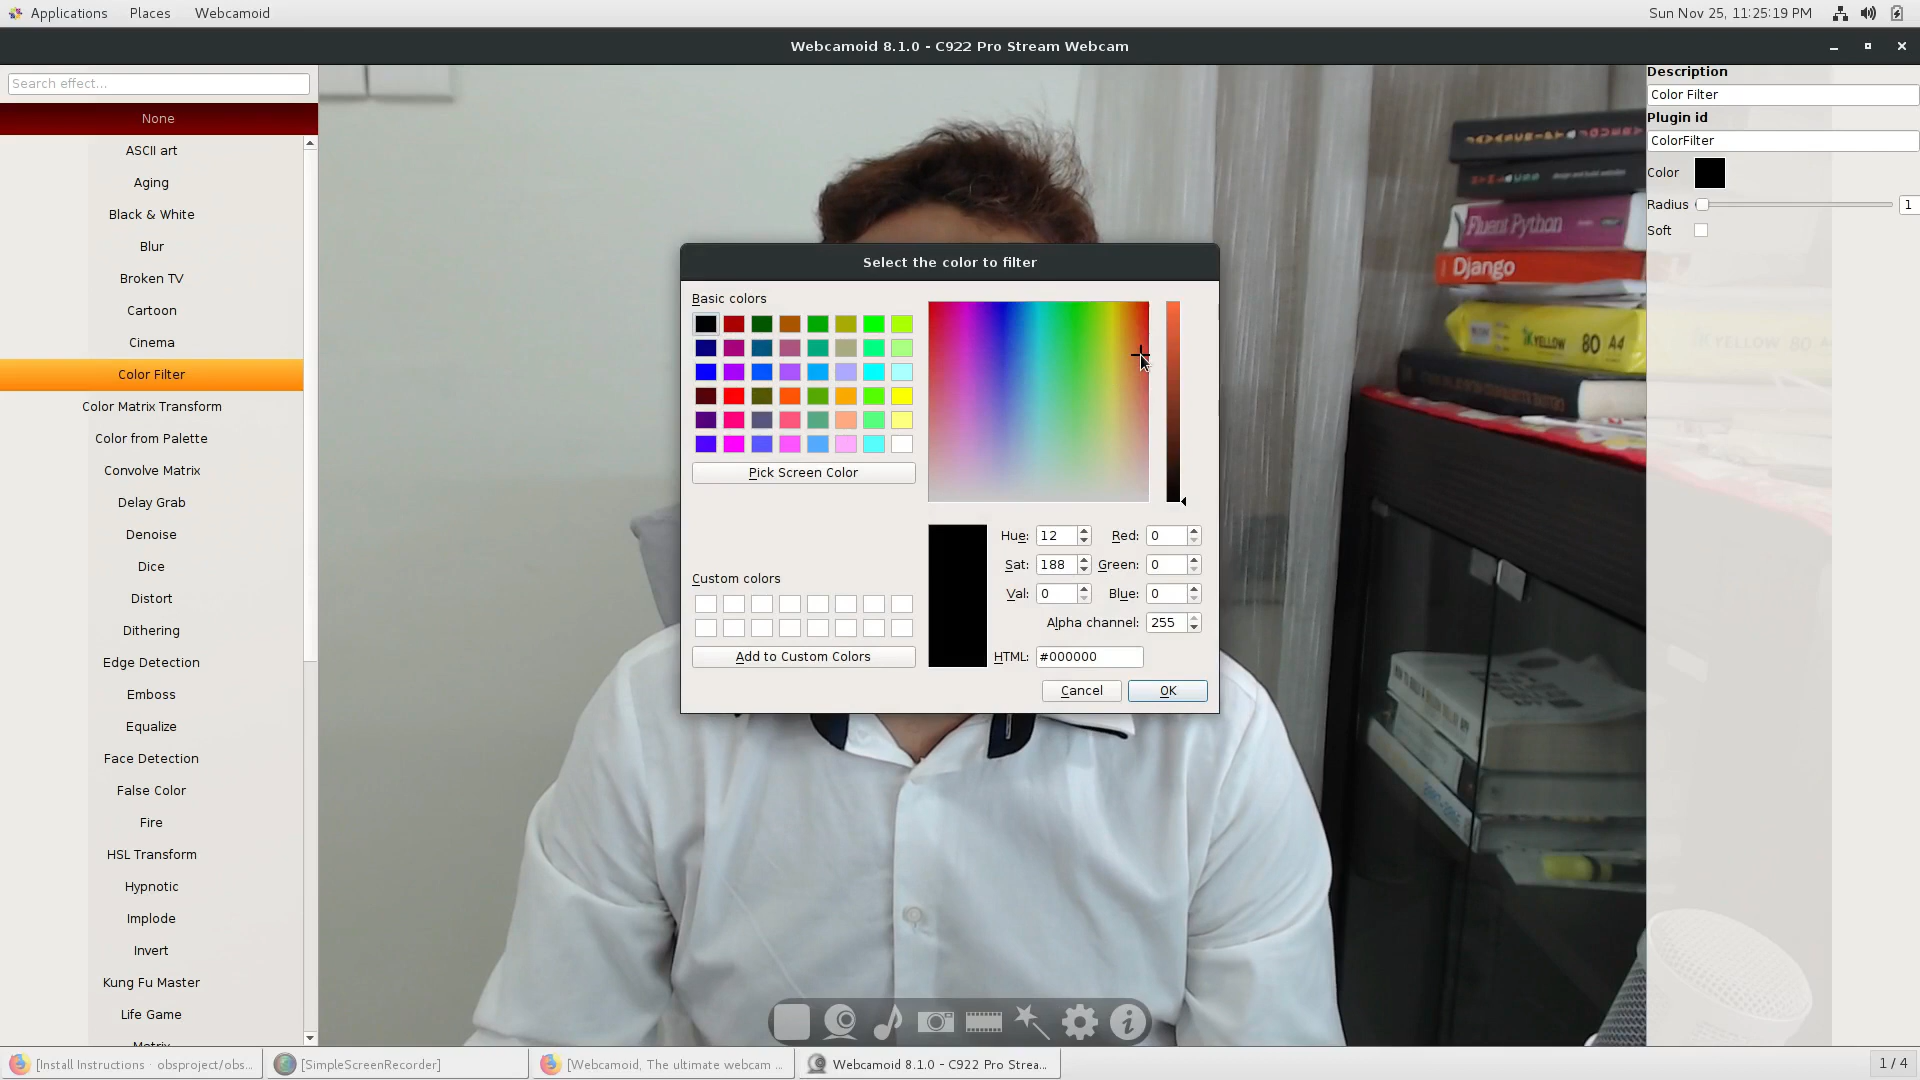 Applications Places Webcamoid Sun Nov 25, 11:25:19 PM
Webcamoid 8.1.0 - C922 Pro Stream Webcam
Search effect...
None
ASCII art
Aging
Black & White
Blur
Broken TV
Cartoon
Cinema
Color Filter
Color Matrix Transform
Color from Palette
Convolve Matrix
Delay Grab
Denoise
Dice
Distort
Dithering
Edge Detection
Emboss
Equalize
Face Detection
False Color
Fire
HSL Transform
Hypnotic
Implode
Invert
Kung Fu Master
Life Game
Matrix
Select the color to filter
Basic colors
Pick Screen Color
Custom colors
Add to Custom Colors
Hue: 12 Red: 0
Sat: 188 Green: 0
Val: 0 Blue: 0
Alpha channel: 255
HTML: #000000
Cancel OK
Fluent Python
Django
YELLOW 80 A4
Description
Color Filter
Plugin id
ColorFilter
Color
Radius 1
Soft
[Install Instructions · obsproject/obs... [SimpleScreenRecorder] [Webcamoid, The ultimate webcam ... Webcamoid 8.1.0 - C922 Pro Strea... 1 / 4